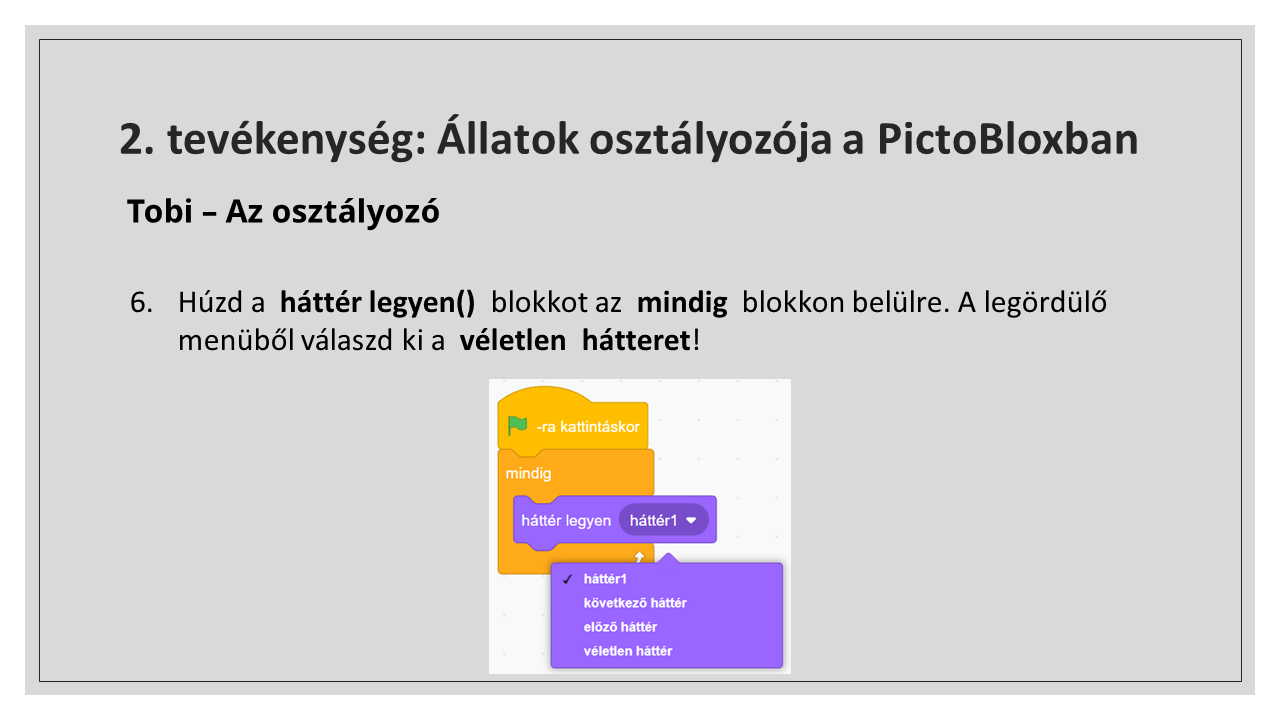 2. tevékenység: Állatok osztályozója a PictoBloxban
Tobi – Az osztályozó
6. Húzd a háttér legyen() blokkot az mindig blokkon belülre. A legördülő
menüből válaszd ki a véletlen hátteret!
-ra kattintáskor
mindig
háttér legyen háttér1
✓ háttér1
következő háttér
előző háttér
véletlen háttér